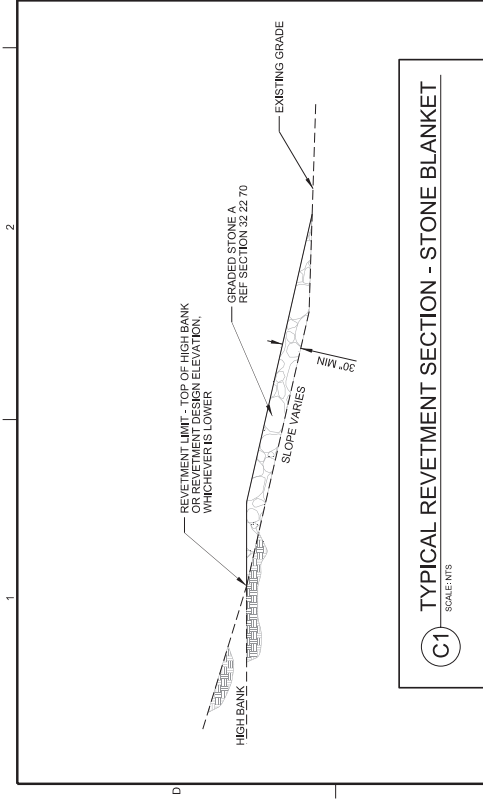 1
2
D
REVETMENT LIMIT - TOP OF HIGH BANK
OR REVETMENT DESIGN ELEVATION,
WHICHEVER IS LOWER
GRADED STONE A
REF SECTION 32 22 70
EXISTING GRADE
HIGH BANK
SLOPE VARIES
30" MIN
C1
TYPICAL REVETMENT SECTION - STONE BLANKET
SCALE: NTS